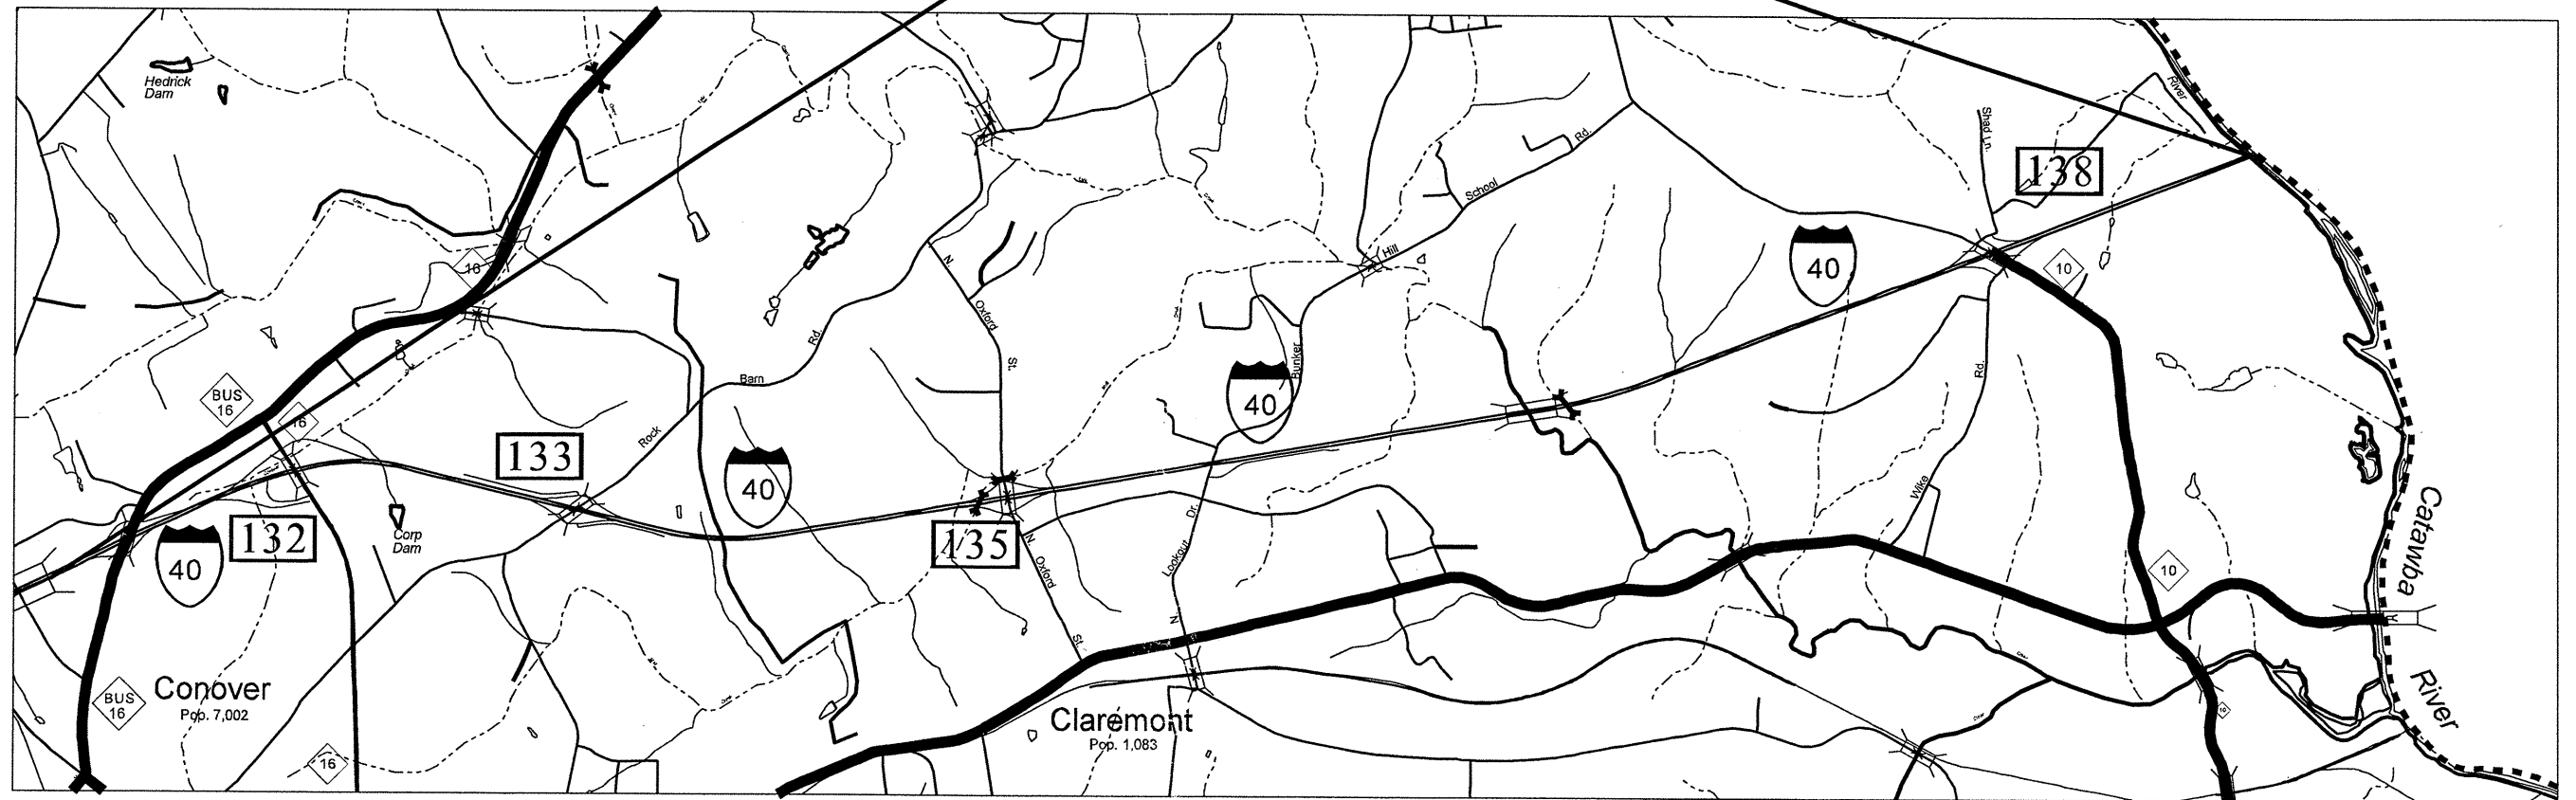 Hedrick
Dam
River
Shad Ln.
138
Rd.
School
Hill
16
40
10
N.
Oxford
St.
Rd.
Barn
Bunker
40
Rd.
BUS
16
16
Rock
133
40
Wike
Catawba
132
Corp
Dam
135
N.
Oxford
St.
Dr.
Lookout
N.
40
10
BUS
16
Conover
Pop. 7,002
Claremont
Pop. 1,083
River
16
10